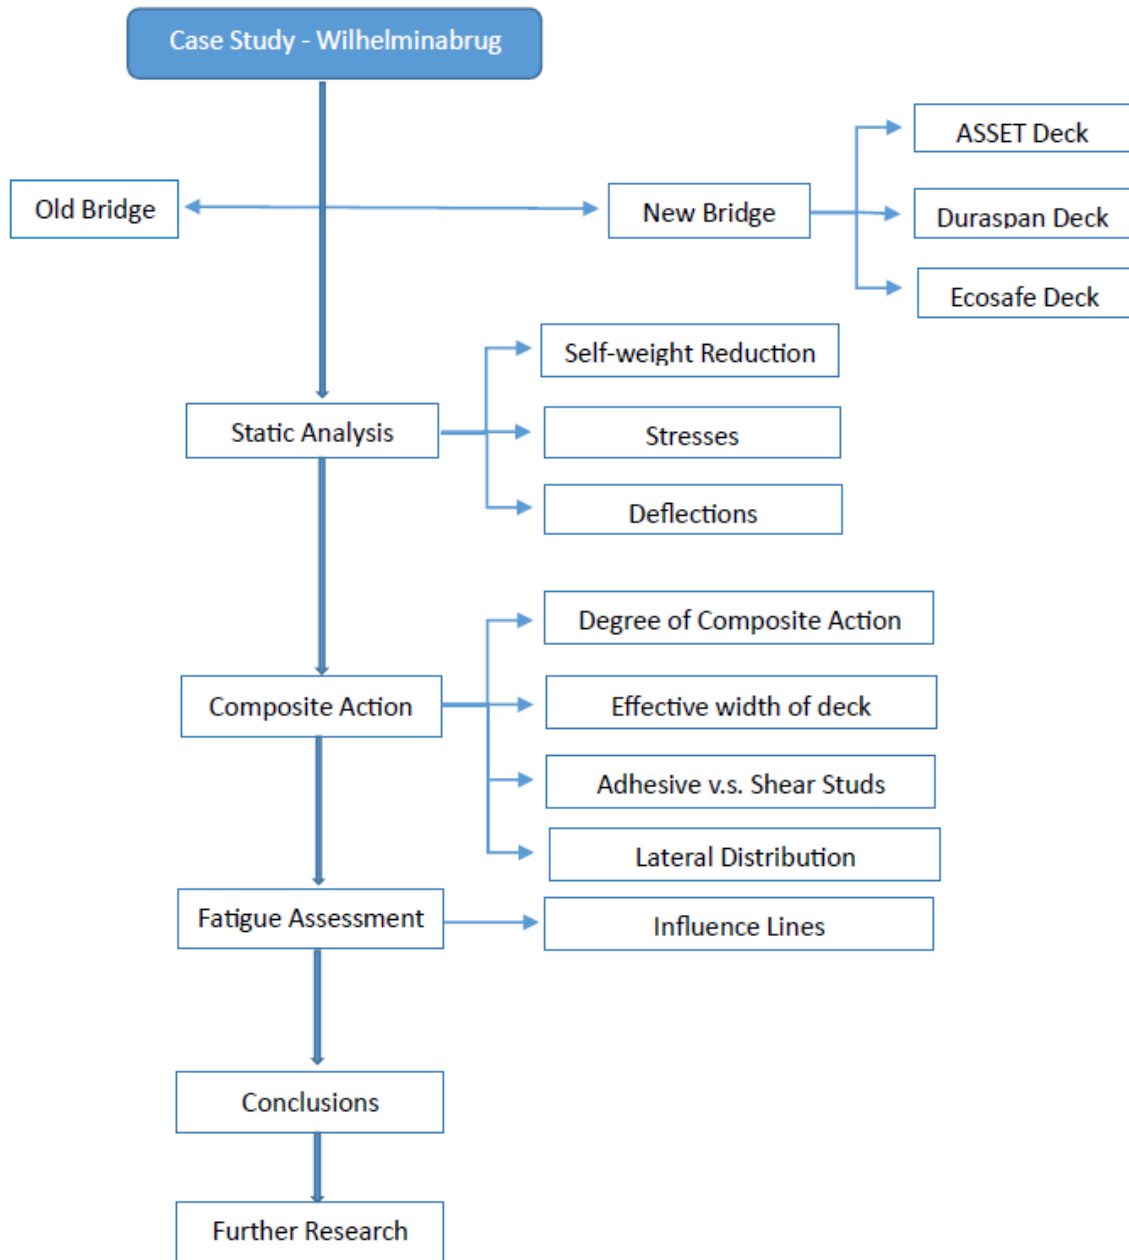 Case Study - Wilhelminabrug
ASSET Deck
Old Bridge
New Bridge
Duraspan Deck
Ecosafe Deck
Self-weight Reduction
Static Analysis
Stresses
Deflections
Degree of Composite Action
Composite Action
Effective width of deck
Adhesive v.s. Shear Studs
Lateral Distribution
Fatigue Assessment
Influence Lines
Conclusions
Further Research